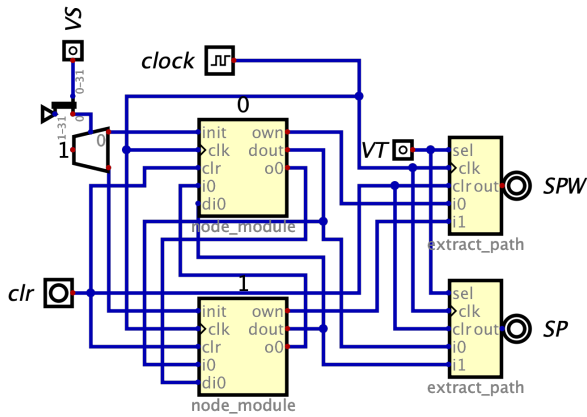 VS
0-31
clock
0
1-31
0
1
0
init own
clk dout
clr o0
i0
di0
node_module
VT
sel
clk
clr out
i0
i1
extract_path
SPW
clr
1
init own
clk dout
clr o0
i0
di0
node_module
sel
clk
clr out
i0
i1
extract_path
SP